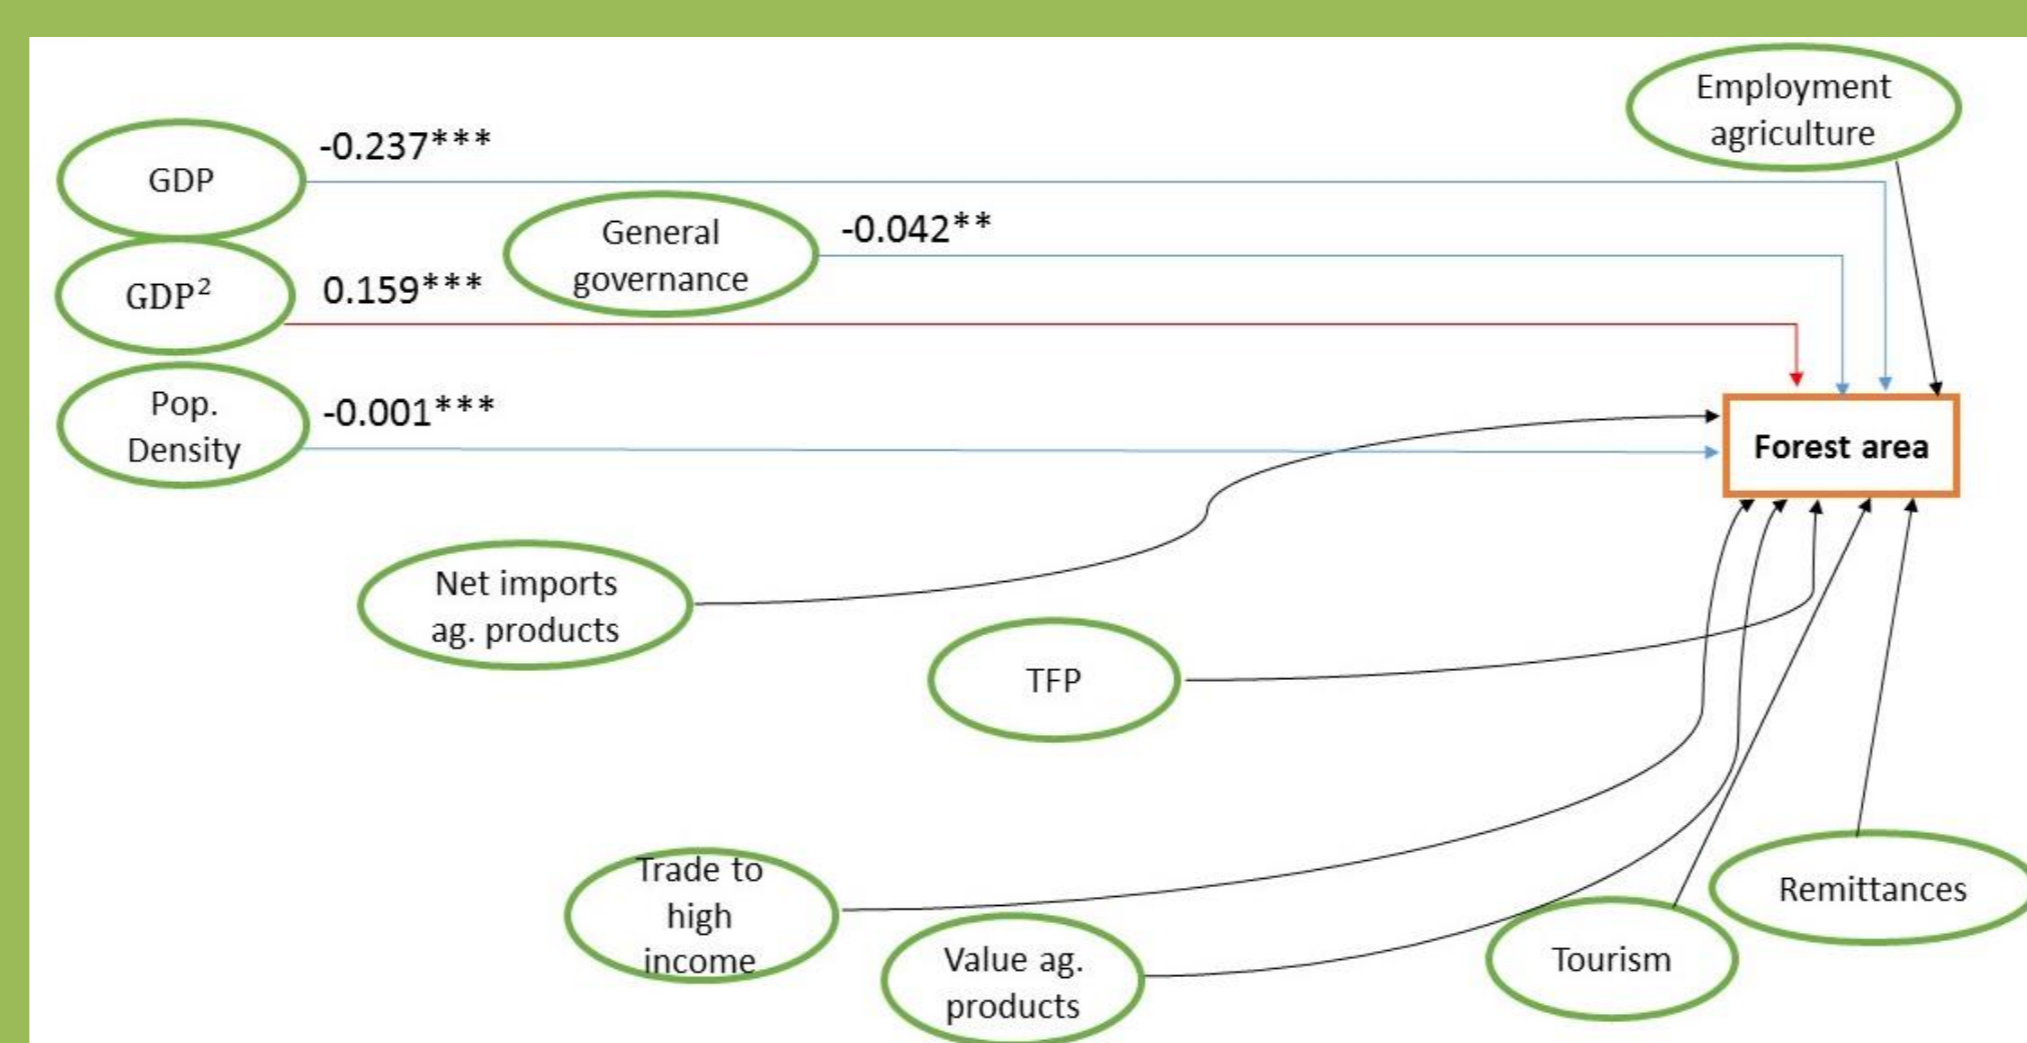 Employment
agriculture
GDP
-0.237***
General
governance
-0.042**
GDP²
0.159***
Pop.
Density
-0.001***
Forest area
Net imports
ag. products
TFP
Trade to
high
income
Value ag.
products
Tourism
Remittances